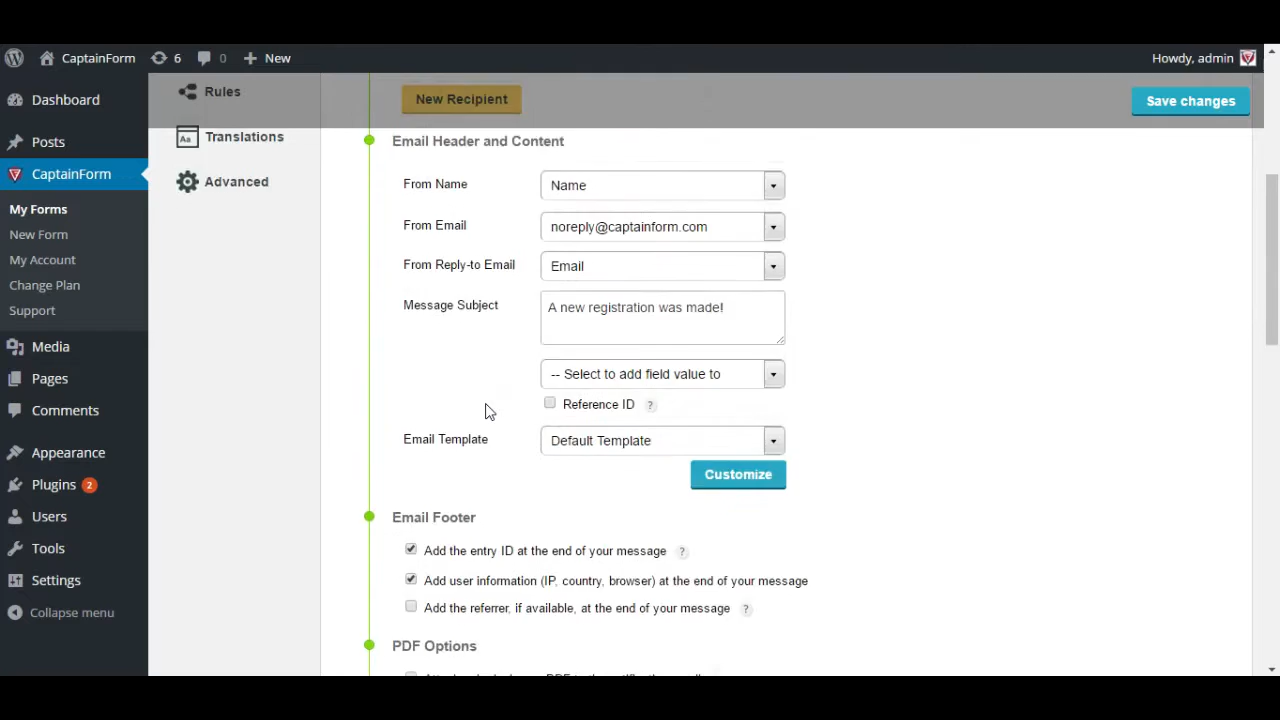 CaptainForm 6 0 New Howdy, admin
Dashboard
Posts
CaptainForm
My Forms
New Form
My Account
Change Plan
Support
Media
Pages
Comments
Appearance
Plugins 2
Users
Tools
Settings
Collapse menu
Rules
Aa Translations
Advanced
New Recipient
Save changes
Email Header and Content
From Name Name
From Email noreply@captainform.com
From Reply-to Email Email
Message Subject A new registration was made!
-- Select to add field value to
Reference ID ?
Email Template Default Template
Customize
Email Footer
Add the entry ID at the end of your message ?
Add user information (IP, country, browser) at the end of your message
Add the referrer, if available, at the end of your message ?
PDF Options